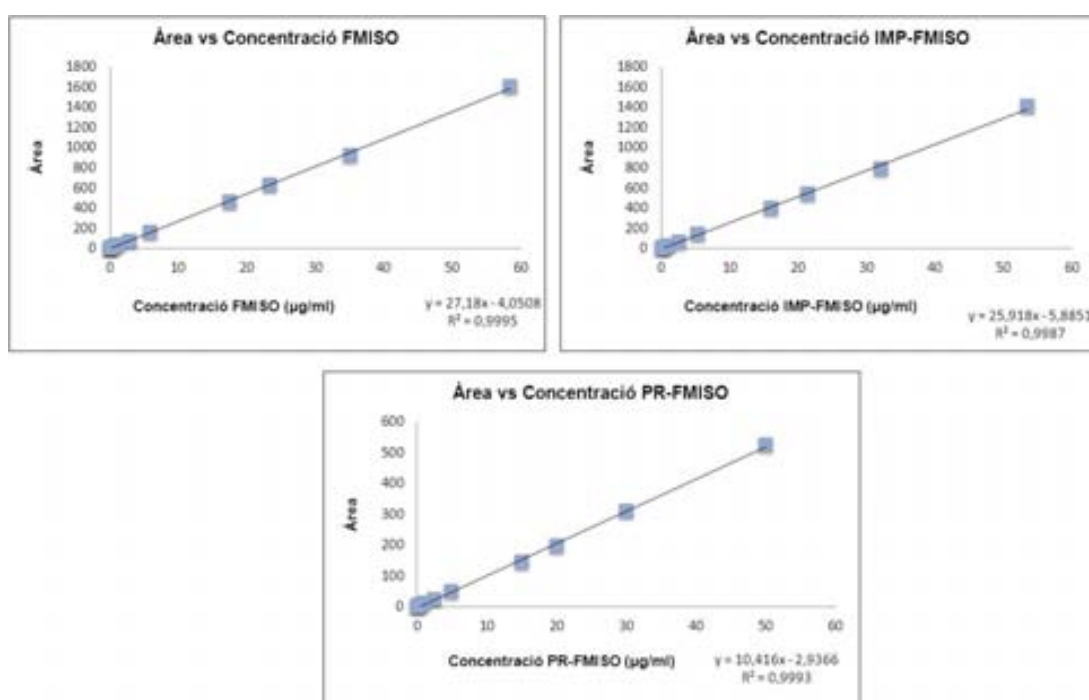 Àrea vs Concentració FMISO
1800
1600
1400
1200
1000
800
600
400
200
0
0 10 20 30 40 50 60
Àrea
Concentració FMISO (µg/ml)
y = 27,18x - 4,0508
R² = 0,9995
Àrea vs Concentració IMP-FMISO
1800
1600
1400
1200
1000
800
600
400
200
0
0 10 20 30 40 50 60
Àrea
Concentració IMP-FMISO (µg/ml)
y = 25,918x - 5,8851
R² = 0,9987
Àrea vs Concentració PR-FMISO
600
500
400
300
200
100
0
0 10 20 30 40 50 60
Àrea
Concentració PR-FMISO (µg/ml)
y = 10,416x - 2,9366
R² = 0,9993